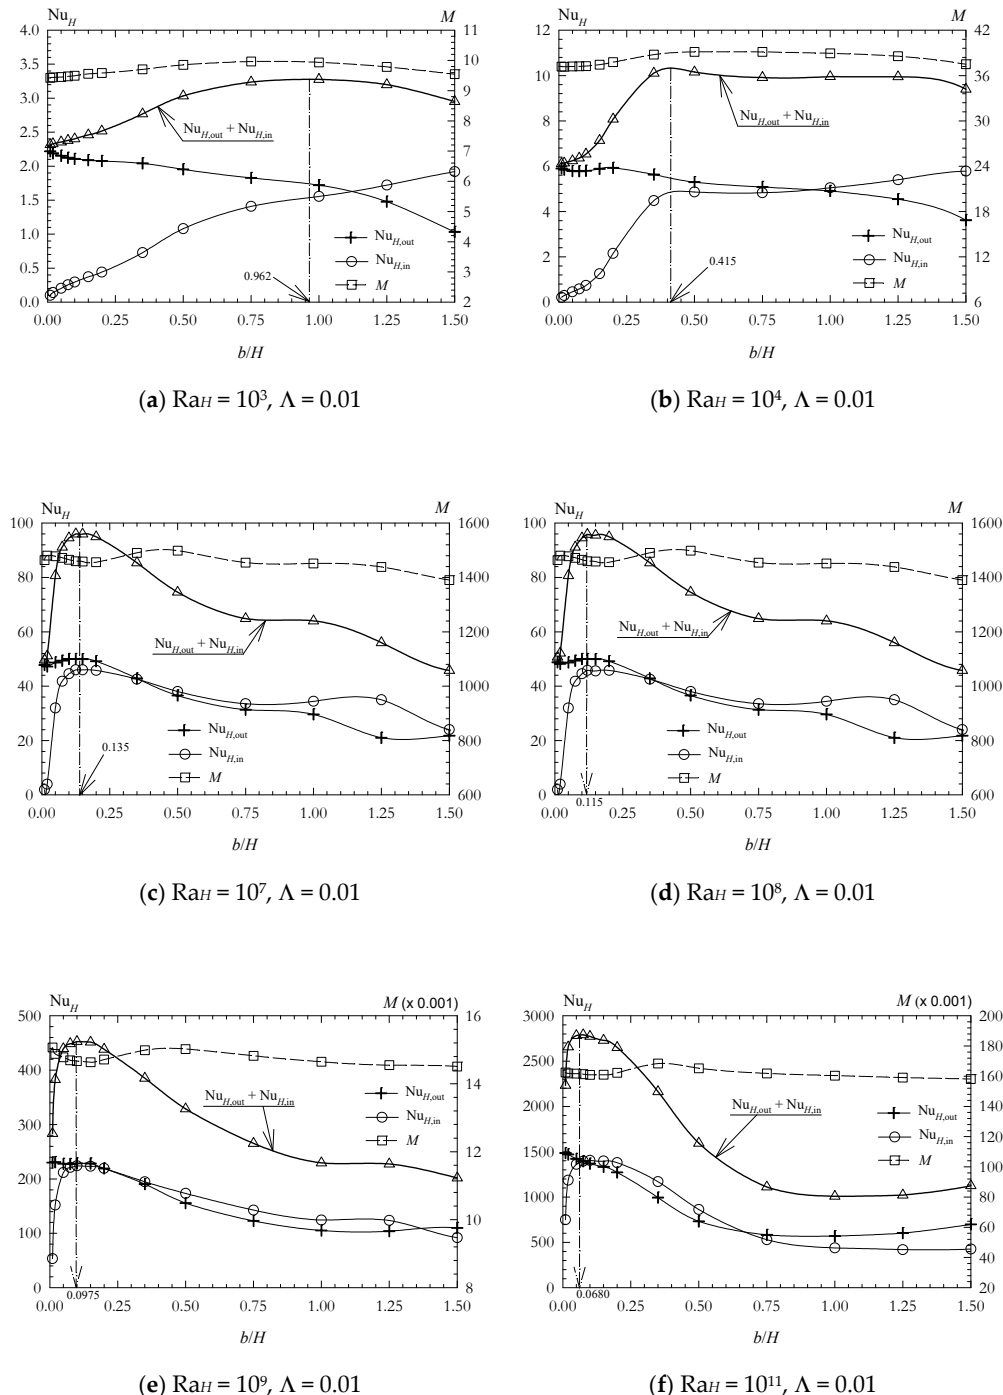 Nu_H M
4.0 3.5 3.0 2.5 2.0 1.5 1.0 0.5 0.0
11 10 9 8 7 6 5 4 3 2
Nu_H,out + Nu_H,in
Nu_H,out
Nu_H,in
M
0.962
0.00 0.25 0.50 0.75 1.00 1.25 1.50
b/H
(a) Ra_H = 10³, Λ = 0.01
Nu_H M
12 10 8 6 4 2 0
42 36 30 24 18 12 6
Nu_H,out + Nu_H,in
Nu_H,out
Nu_H,in
M
0.415
0.00 0.25 0.50 0.75 1.00 1.25 1.50
b/H
(b) Ra_H = 10⁴, Λ = 0.01
Nu_H M
100 80 60 40 20 0
1600 1400 1200 1000 800 600
Nu_H,out + Nu_H,in
Nu_H,out
Nu_H,in
M
0.135
0.00 0.25 0.50 0.75 1.00 1.25 1.50
b/H
(c) Ra_H = 10⁷, Λ = 0.01
Nu_H M
100 80 60 40 20 0
1600 1400 1200 1000 800 600
Nu_H,out + Nu_H,in
Nu_H,out
Nu_H,in
M
0.115
0.00 0.25 0.50 0.75 1.00 1.25 1.50
b/H
(d) Ra_H = 10⁸, Λ = 0.01
Nu_H M (x 0.001)
500 400 300 200 100 0
16 14 12 10 8
Nu_H,out + Nu_H,in
Nu_H,out
Nu_H,in
M
0.0975
0.00 0.25 0.50 0.75 1.00 1.25 1.50
b/H
(e) Ra_H = 10⁹, Λ = 0.01
Nu_H M (x 0.001)
3000 2500 2000 1500 1000 500 0
200 180 160 140 120 100 80 60 40 20
Nu_H,out + Nu_H,in
Nu_H,out
Nu_H,in
M
0.0680
0.00 0.25 0.50 0.75 1.00 1.25 1.50
b/H
(f) Ra_H = 10¹¹, Λ = 0.01